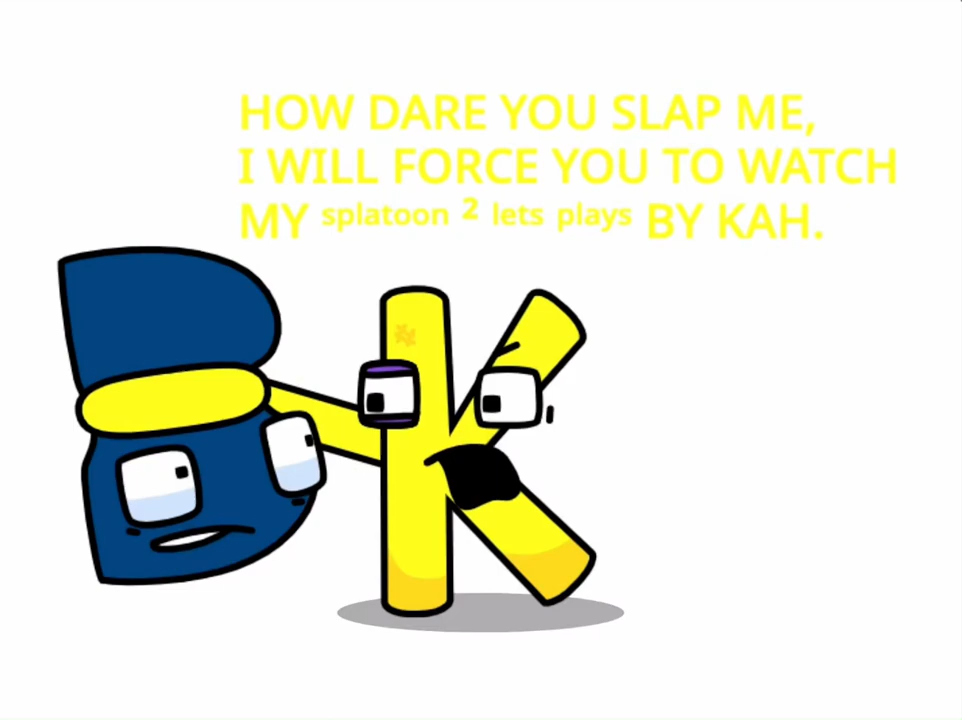 HOW DARE YOU SLAP ME,
I WILL FORCE YOU TO WATCH
MY splatoon 2 lets plays BY KAH.